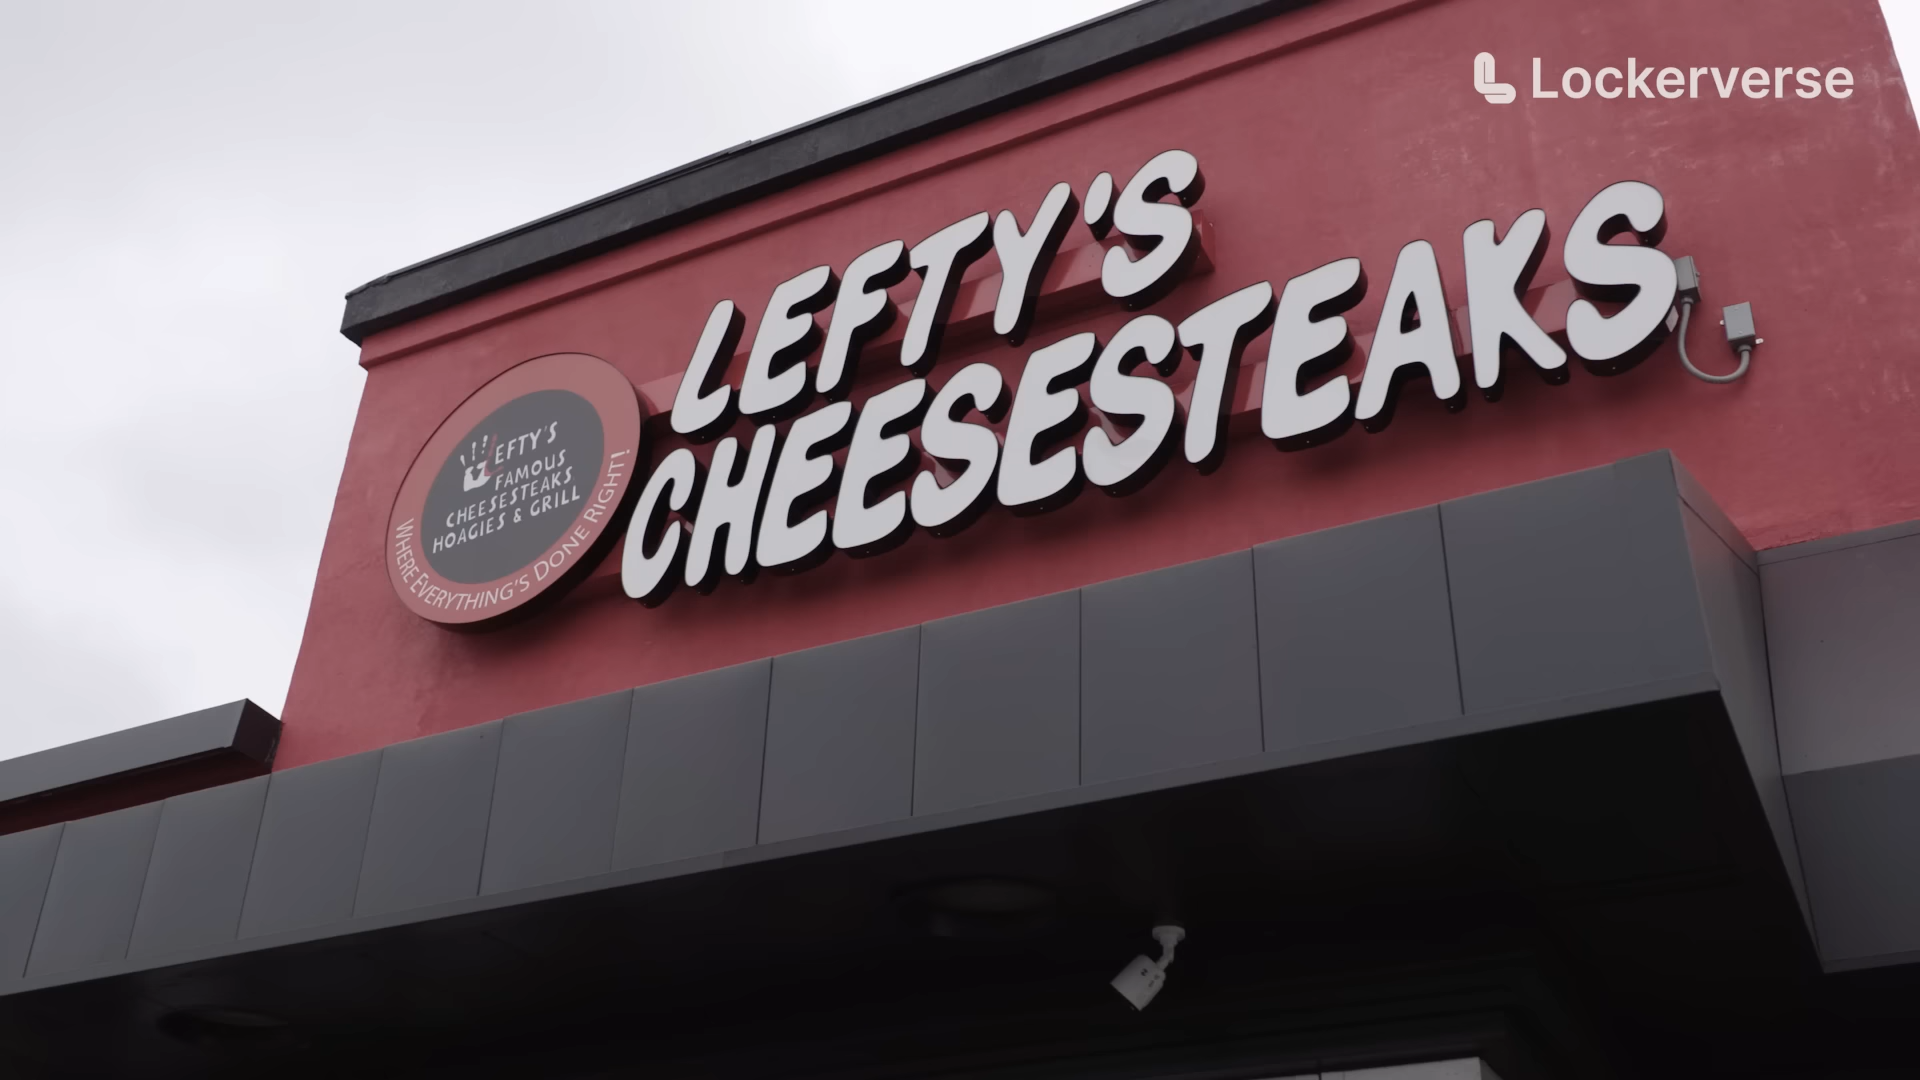 Lockerverse
LEFTY'S
CHEESESTEAKS
LEFTY'S
FAMOUS
CHEESESTEAKS
HOAGIES & GRILL
WHERE EVERYTHING'S DONE RIGHT!